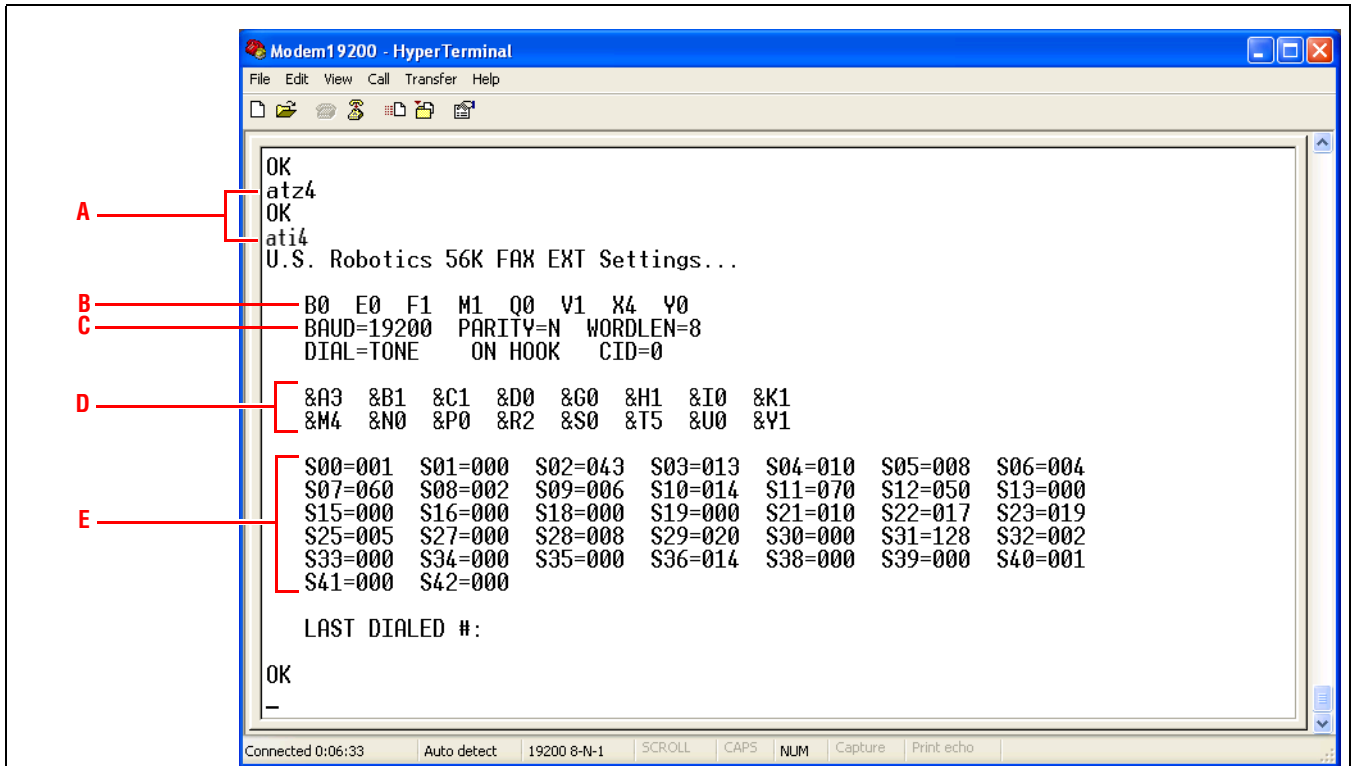 Modem19200 - HyperTerminal
File Edit View Call Transfer Help
OK
atz4
A
OK
ati4
U.S. Robotics 56K FAX EXT Settings...
B
B0 E0 F1 M1 Q0 V1 X4 Y0
C
BAUD=19200 PARITY=N WORDLEN=8
DIAL=TONE ON HOOK CID=0
D
&A3 &B1 &C1 &D0 &G0 &H1 &I0 &K1
&M4 &N0 &P0 &R2 &S0 &T5 &U0 &Y1
E
S00=001 S01=000 S02=043 S03=013 S04=010 S05=008 S06=004
S07=060 S08=002 S09=006 S10=014 S11=070 S12=050 S13=000
S15=000 S16=000 S18=000 S19=000 S21=010 S22=017 S23=019
S25=005 S27=000 S28=008 S29=020 S30=000 S31=128 S32=002
S33=000 S34=000 S35=000 S36=014 S38=000 S39=000 S40=001
S41=000 S42=000
LAST DIALED #:
OK
_
Connected 0:06:33 Auto detect 19200 8-N-1 SCROLL CAPS NUM Capture Print echo